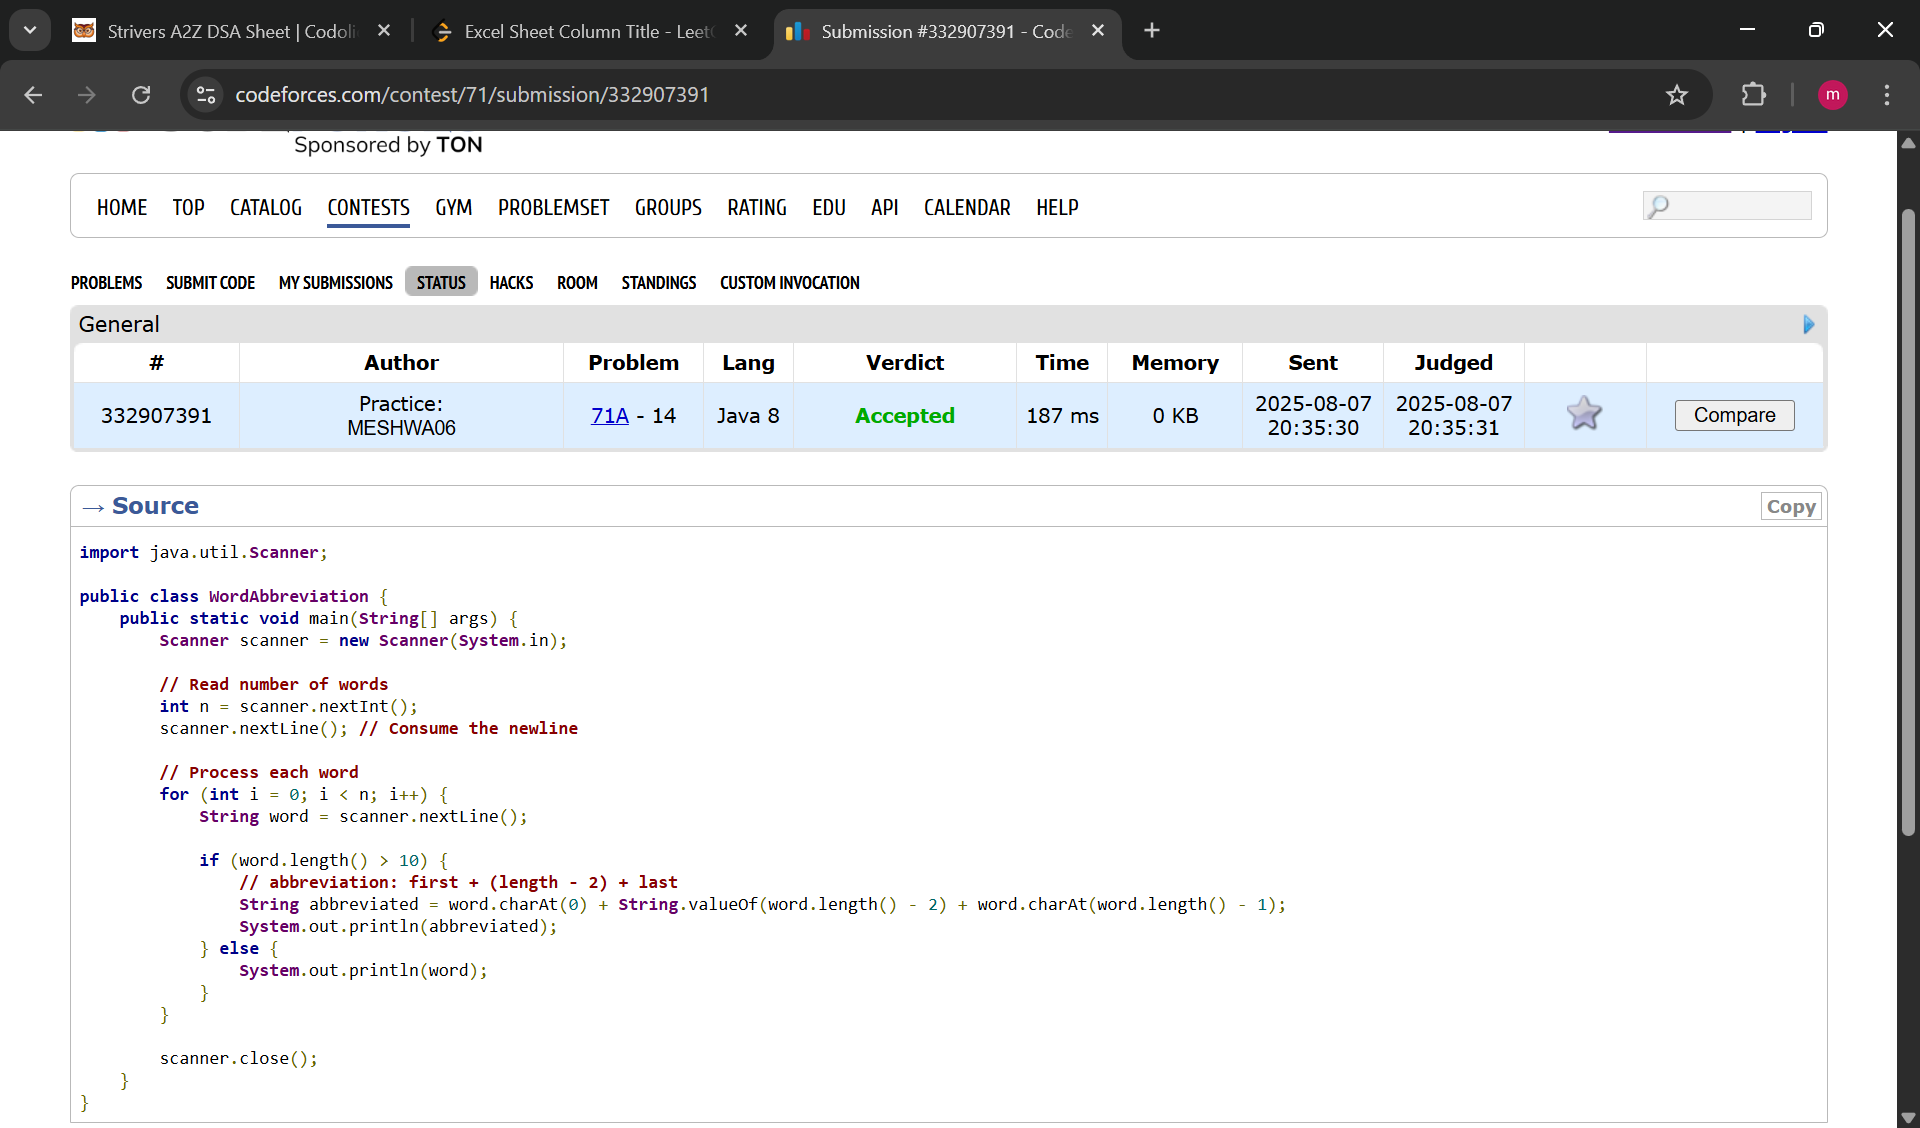 Strivers A2Z DSA Sheet | Codoli
Excel Sheet Column Title - Leet
Submission #332907391 - Code
codeforces.com/contest/71/submission/332907391
m
Sponsored by TON
HOME TOP CATALOG CONTESTS GYM PROBLEMSET GROUPS RATING EDU API CALENDAR HELP
PROBLEMS SUBMIT CODE MY SUBMISSIONS STATUS HACKS ROOM STANDINGS CUSTOM INVOCATION
General
# Author Problem Lang Verdict Time Memory Sent Judged
332907391 Practice: MESHWA06 71A - 14 Java 8 Accepted 187 ms 0 KB 2025-08-07 20:35:30 2025-08-07 20:35:31 Compare
→ Source Copy
import java.util.Scanner;
public class WordAbbreviation {
public static void main(String[] args) {
Scanner scanner = new Scanner(System.in);
// Read number of words
int n = scanner.nextInt();
scanner.nextLine(); // Consume the newline
// Process each word
for (int i = 0; i < n; i++) {
String word = scanner.nextLine();
if (word.length() > 10) {
// abbreviation: first + (length - 2) + last
String abbreviated = word.charAt(0) + String.valueOf(word.length() - 2) + word.charAt(word.length() - 1);
System.out.println(abbreviated);
} else {
System.out.println(word);
}
}
scanner.close();
}
}